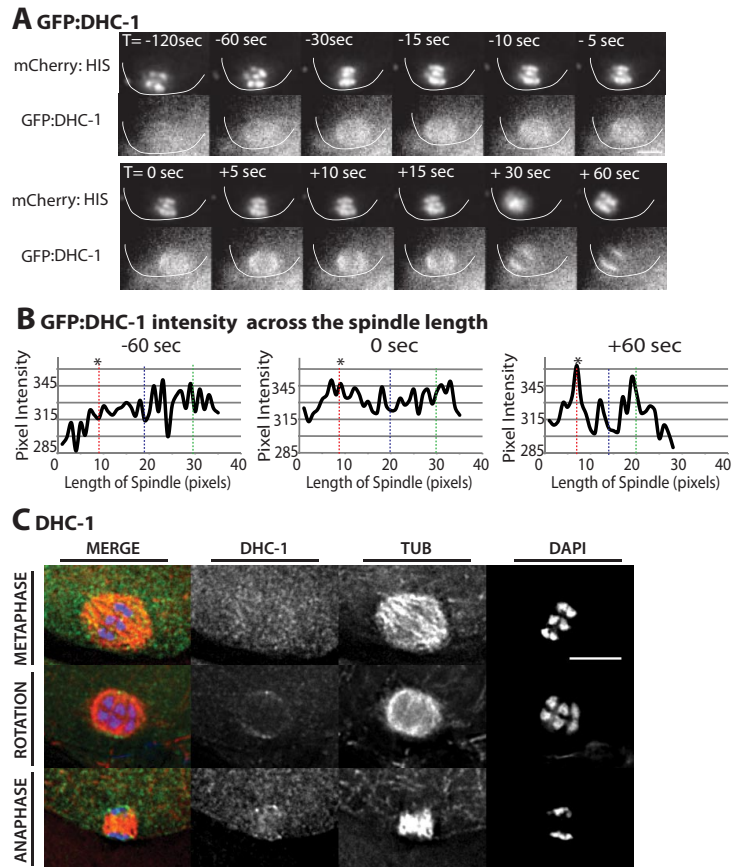 A GFP:DHC-1
T= -120sec -60 sec -30sec -15 sec -10 sec - 5 sec
mCherry: HIS
GFP:DHC-1
T= 0 sec +5 sec +10 sec +15 sec + 30 sec + 60 sec
mCherry: HIS
GFP:DHC-1
B GFP:DHC-1 intensity across the spindle length
-60 sec 0 sec +60sec
* * *
Pixel Intensity Pixel Intensity Pixel Intensity
345 345 345
315 315 315
285 285 285
0 10 20 30 40 0 10 20 30 40 0 10 20 30 40
Length of Spindle (pixels) Length of Spindle (pixels) Length of Spindle (pixels)
C DHC-1
MERGE DHC-1 TUB DAPI
METAPHASE
ROTATION
ANAPHASE